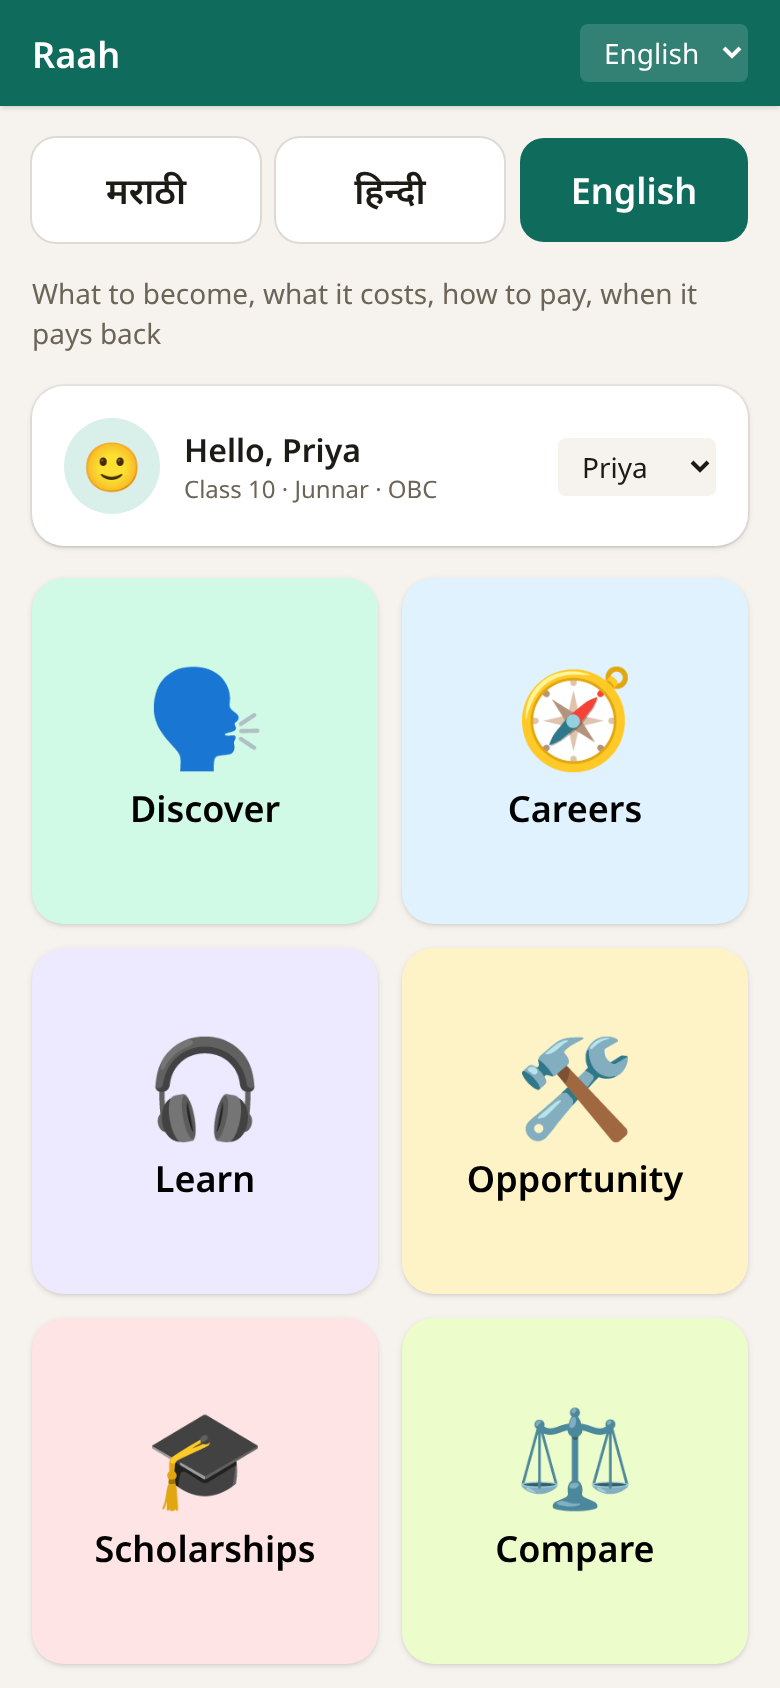 Raah
English
मराठी
हिन्दी
English
What to become, what it costs, how to pay, when it
pays back
Hello, Priya
Class 10 · Junnar · OBC
Priya
Discover
Careers
Learn
Opportunity
Scholarships
Compare